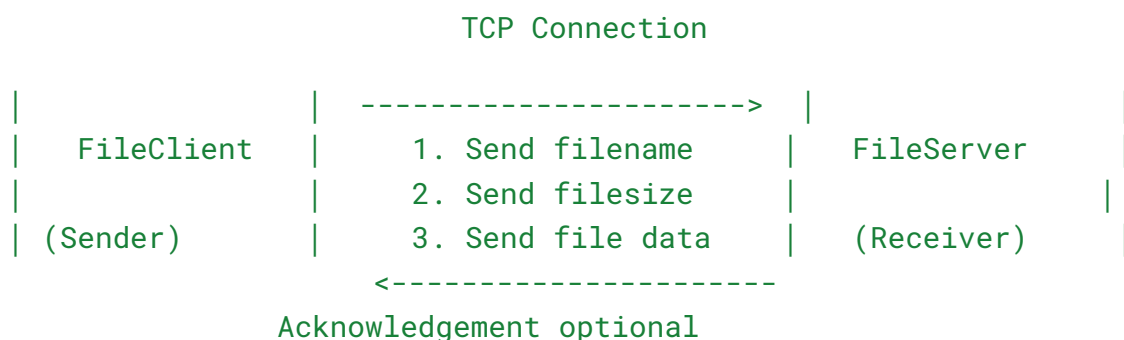 TCP Connection
| | ----------------------> | |
| FileClient | 1. Send filename | FileServer |
| | 2. Send filesize | |
| (Sender) | 3. Send file data | (Receiver) |
<----------------------
Acknowledgement optional